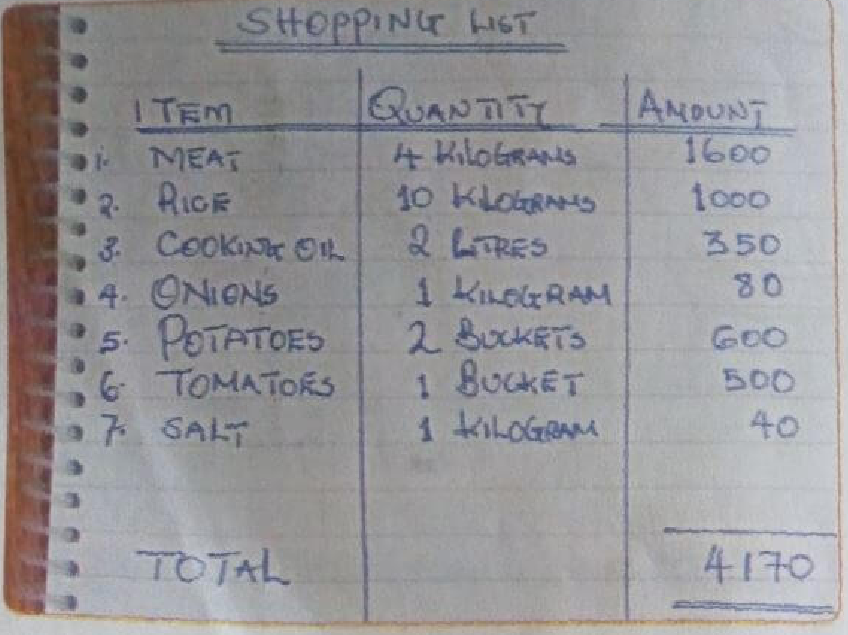 SHOPPING LIST
ITEM QUANTITY AMOUNT
1. MEAT 4 KILOGRAMS 1600
2. RICE 10 KILOGRAMS 1000
3. COOKING OIL 2 LITRES 350
4. ONIONS 1 KILOGRAM 80
5. POTATOES 2 BUCKETS 600
6. TOMATOES 1 BUCKET 500
7. SALT 1 KILOGRAM 40
TOTAL 4170